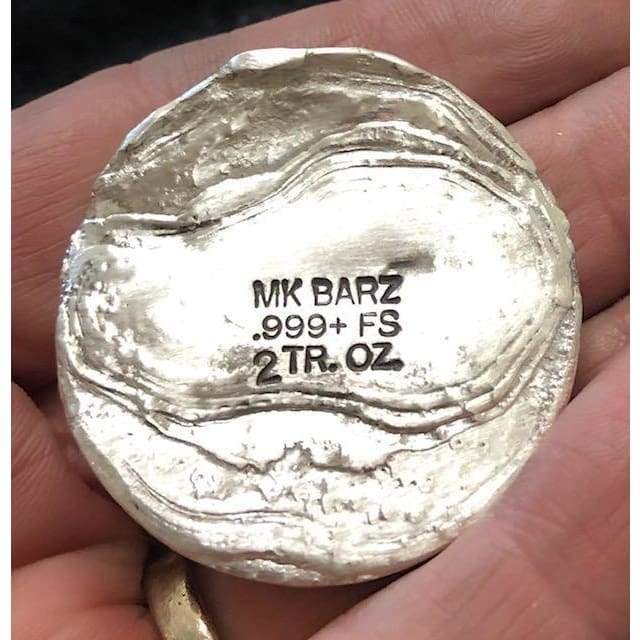 MK BARZ
.999+ FS
2 TR. OZ.